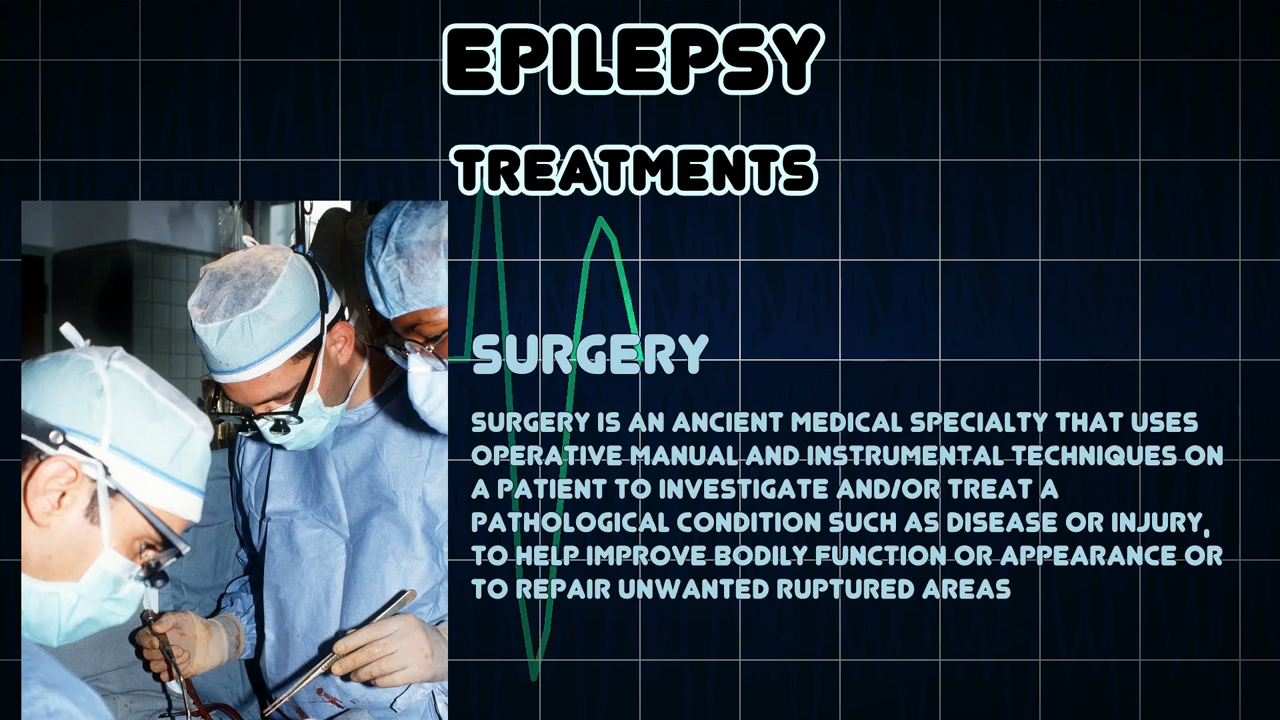 EPILEPSY
TREATMENTS
SURGERY
SURGERY IS AN ANCIENT MEDICAL SPECIALTY THAT USES
OPERATIVE MANUAL AND INSTRUMENTAL TECHNIQUES ON
A PATIENT TO INVESTIGATE AND/OR TREAT A
PATHOLOGICAL CONDITION SUCH AS DISEASE OR INJURY,
TO HELP IMPROVE BODILY FUNCTION OR APPEARANCE OR
TO REPAIR UNWANTED RUPTURED AREAS